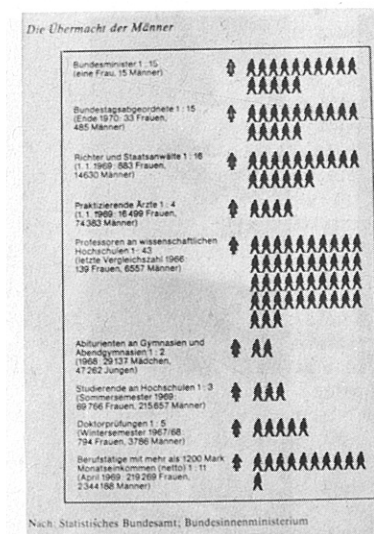 Die Übermacht der Männer
Bundesminister 1 : 15
(eine Frau, 15 Männer)
Bundestagsabgeordnete 1 : 15
(Ende 1970: 33 Frauen,
485 Männer)
Richter und Staatsanwälte 1 : 16
(1. 1. 1969: 883 Frauen,
14630 Männer)
Praktizierende Ärzte 1 : 4
(1. 1. 1969: 16499 Frauen,
74383 Männer)
Professoren an wissenschaftlichen
Hochschulen 1 : 43
(letzte Vergleichszahl 1966:
139 Frauen, 6557 Männer)
Abiturienten an Gymnasien und
Abendgymnasien 1 : 2
(1968: 29137 Mädchen,
47262 Jungen)
Studierende an Hochschulen 1 : 3
(Sommersemester 1969:
69766 Frauen, 215657 Männer)
Doktorprüfungen 1 : 5
(Wintersemester 1967/68:
794 Frauen, 3786 Männer)
Berufstätige mit mehr als 1200 Mark
Monatseinkommen (netto) 1 : 11
(April 1969: 219269 Frauen,
2344188 Männer)
Nach: Statistisches Bundesamt; Bundesinnenministerium